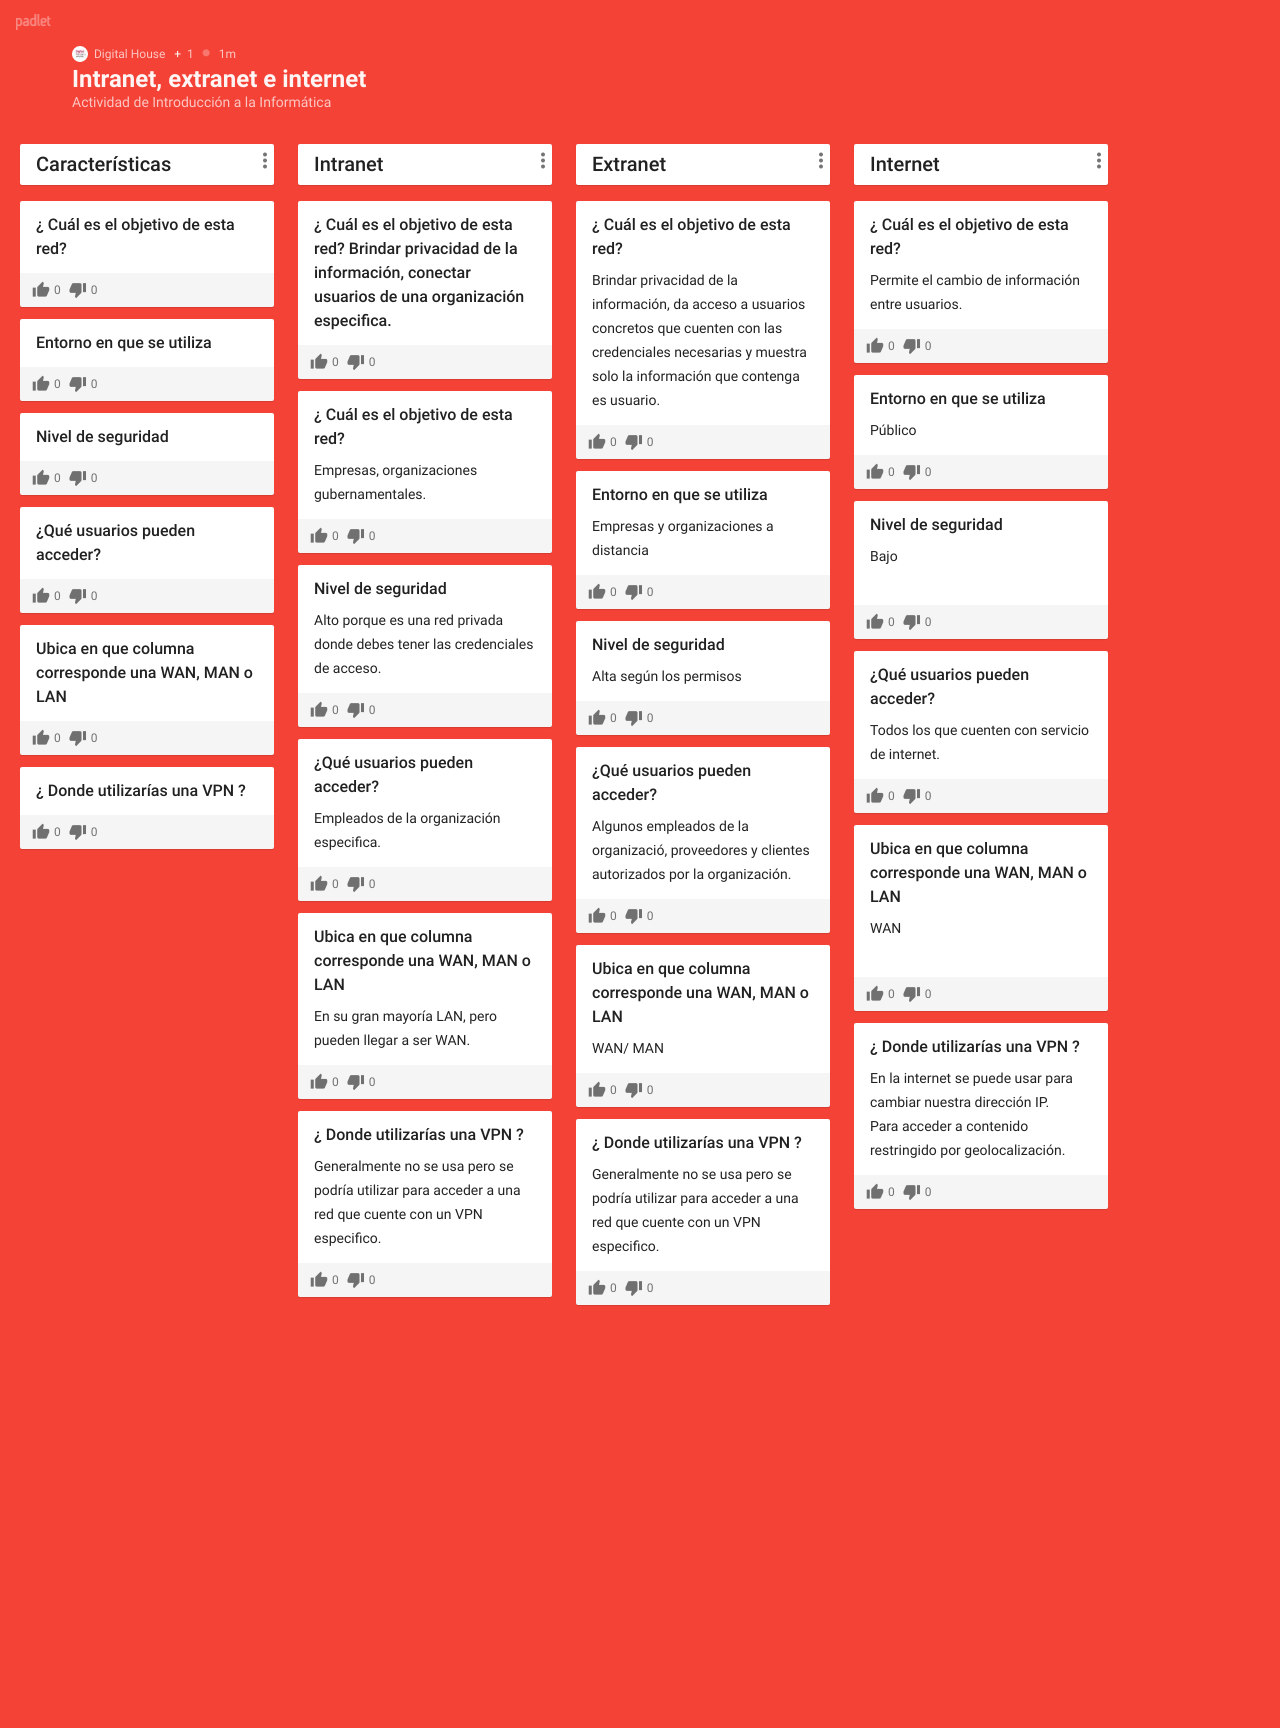 padlet
Digital House + 1 1m
Intranet, extranet e internet
Actividad de Introducción a la Informática
Características
¿ Cuál es el objetivo de esta
red?
0 0
Entorno en que se utiliza
0 0
Nivel de seguridad
0 0
¿Qué usuarios pueden
acceder?
0 0
Ubica en que columna
corresponde una WAN, MAN o
LAN
0 0
¿ Donde utilizarías una VPN ?
0 0
Intranet
¿ Cuál es el objetivo de esta
red? Brindar privacidad de la
información, conectar
usuarios de una organización
especifica.
0 0
¿ Cuál es el objetivo de esta
red?
Empresas, organizaciones
gubernamentales.
0 0
Nivel de seguridad
Alto porque es una red privada
donde debes tener las credenciales
de acceso.
0 0
¿Qué usuarios pueden
acceder?
Empleados de la organización
especifica.
0 0
Ubica en que columna
corresponde una WAN, MAN o
LAN
En su gran mayoría LAN, pero
pueden llegar a ser WAN.
0 0
¿ Donde utilizarías una VPN ?
Generalmente no se usa pero se
podría utilizar para acceder a una
red que cuente con un VPN
especifico.
0 0
Extranet
¿ Cuál es el objetivo de esta
red?
Brindar privacidad de la
información, da acceso a usuarios
concretos que cuenten con las
credenciales necesarias y muestra
solo la información que contenga
es usuario.
0 0
Entorno en que se utiliza
Empresas y organizaciones a
distancia
0 0
Nivel de seguridad
Alta según los permisos
0 0
¿Qué usuarios pueden
acceder?
Algunos empleados de la
organizació, proveedores y clientes
autorizados por la organización.
0 0
Ubica en que columna
corresponde una WAN, MAN o
LAN
WAN/ MAN
0 0
¿ Donde utilizarías una VPN ?
Generalmente no se usa pero se
podría utilizar para acceder a una
red que cuente con un VPN
especifico.
0 0
Internet
¿ Cuál es el objetivo de esta
red?
Permite el cambio de información
entre usuarios.
0 0
Entorno en que se utiliza
Público
0 0
Nivel de seguridad
Bajo
0 0
¿Qué usuarios pueden
acceder?
Todos los que cuenten con servicio
de internet.
0 0
Ubica en que columna
corresponde una WAN, MAN o
LAN
WAN
0 0
¿ Donde utilizarías una VPN ?
En la internet se puede usar para
cambiar nuestra dirección IP.
Para acceder a contenido
restringido por geolocalización.
0 0